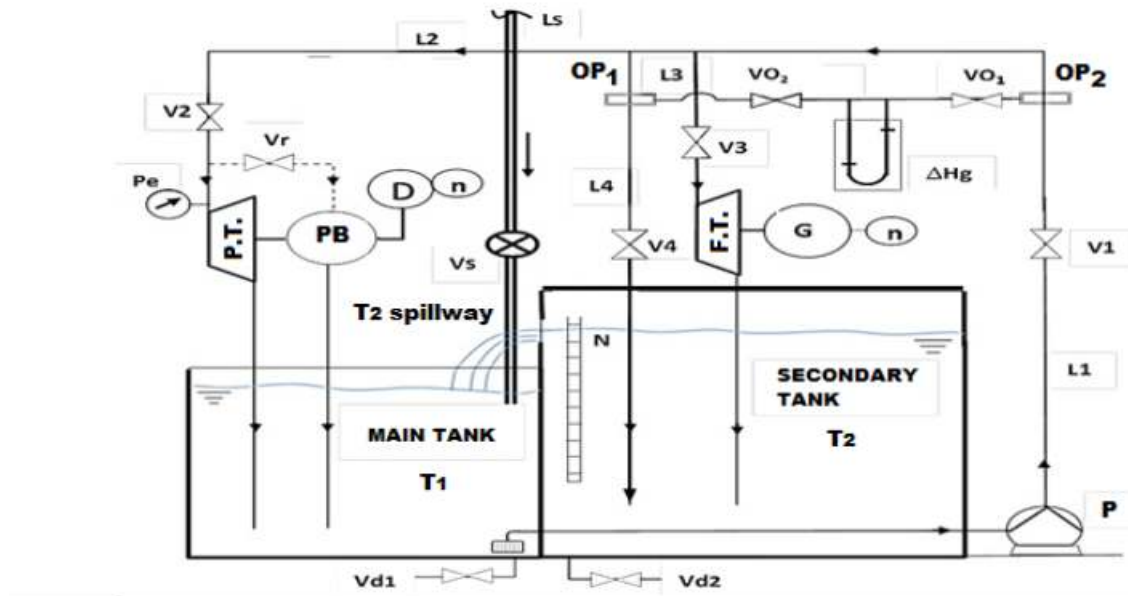 L2
Ls
OP1
L3
VO2
VO1
OP2
V2
Vr
V3
ΔHg
Pe
D
n
L4
P.T.
PB
F.T.
G
n
Vs
V4
V1
T2 spillway
N
L1
MAIN TANK
T1
SECONDARY
TANK
T2
P
Vd1
Vd2